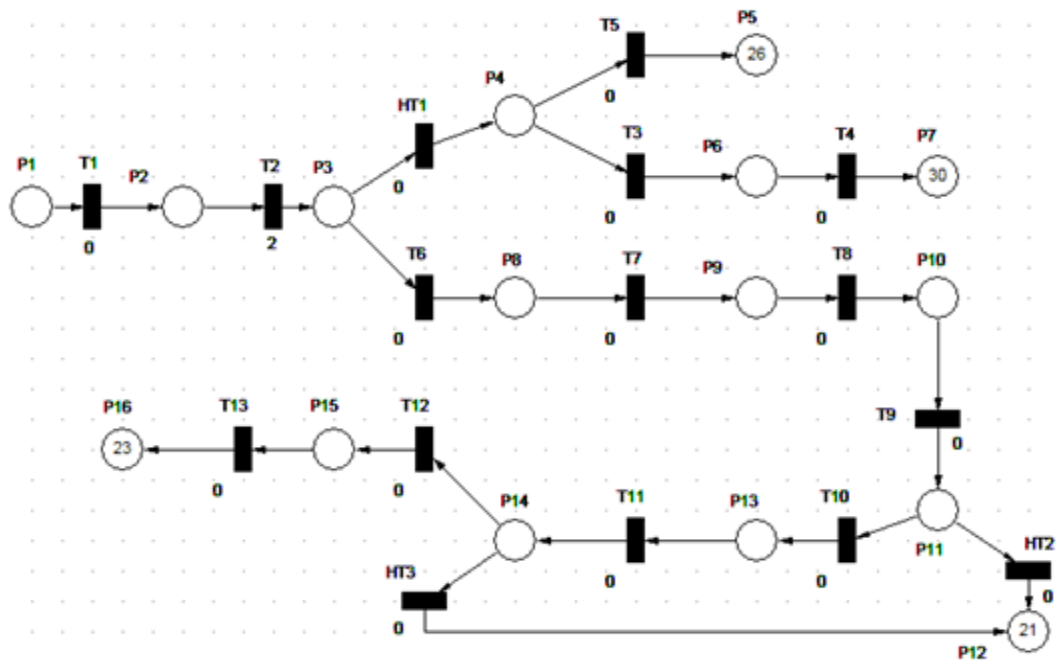 T5 P5
26
P4
0
HT1
T3 P6 T4 P7
30
P1 T1 P2 T2 P3
0
0 0
0 2
T6 P8 T7 P9 T8 P10
0 0 0
P16 T13 P15 T12
T9
23 0
0 0
P14 T11 P13 T10
P11 HT2
HT3 0 0
0
0 21
P12